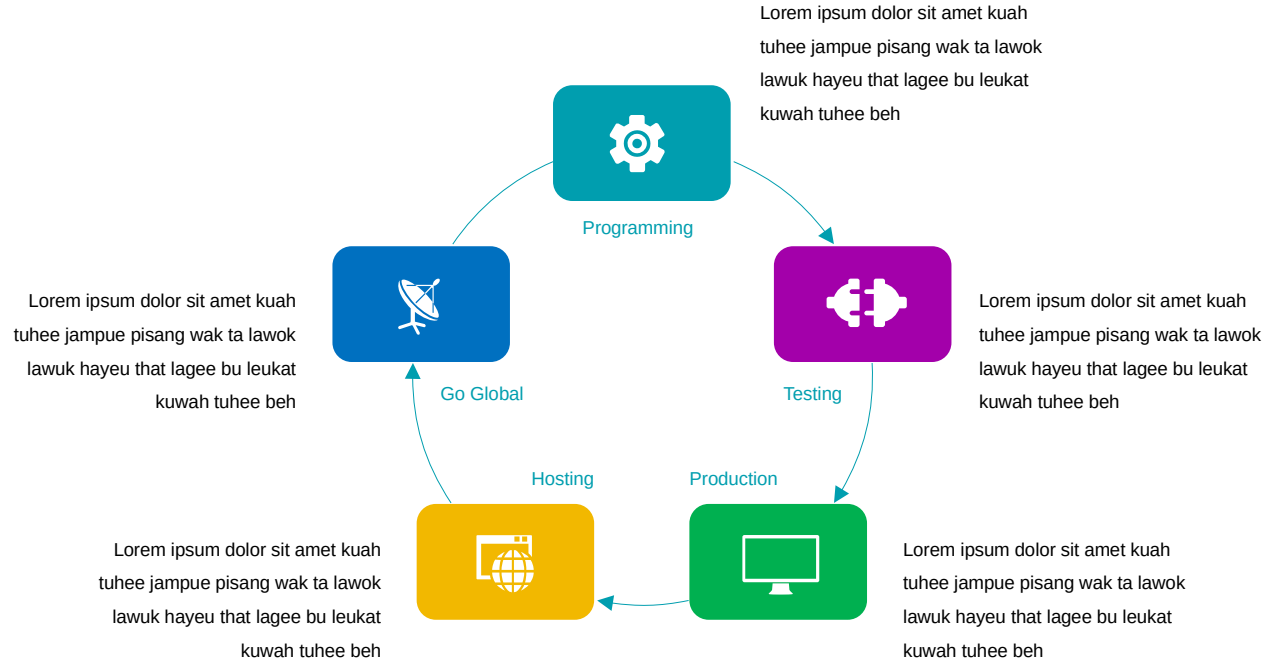 Lorem ipsum dolor sit amet kuah
tuhee jampue pisang wak ta lawok
lawuk hayeu that lagee bu leukat
kuwah tuhee beh
Programming
Lorem ipsum dolor sit amet kuah
tuhee jampue pisang wak ta lawok
lawuk hayeu that lagee bu leukat
kuwah tuhee beh
Go Global
Testing
Lorem ipsum dolor sit amet kuah
tuhee jampue pisang wak ta lawok
lawuk hayeu that lagee bu leukat
kuwah tuhee beh
Hosting
Production
Lorem ipsum dolor sit amet kuah
tuhee jampue pisang wak ta lawok
lawuk hayeu that lagee bu leukat
kuwah tuhee beh
Lorem ipsum dolor sit amet kuah
tuhee jampue pisang wak ta lawok
lawuk hayeu that lagee bu leukat
kuwah tuhee beh